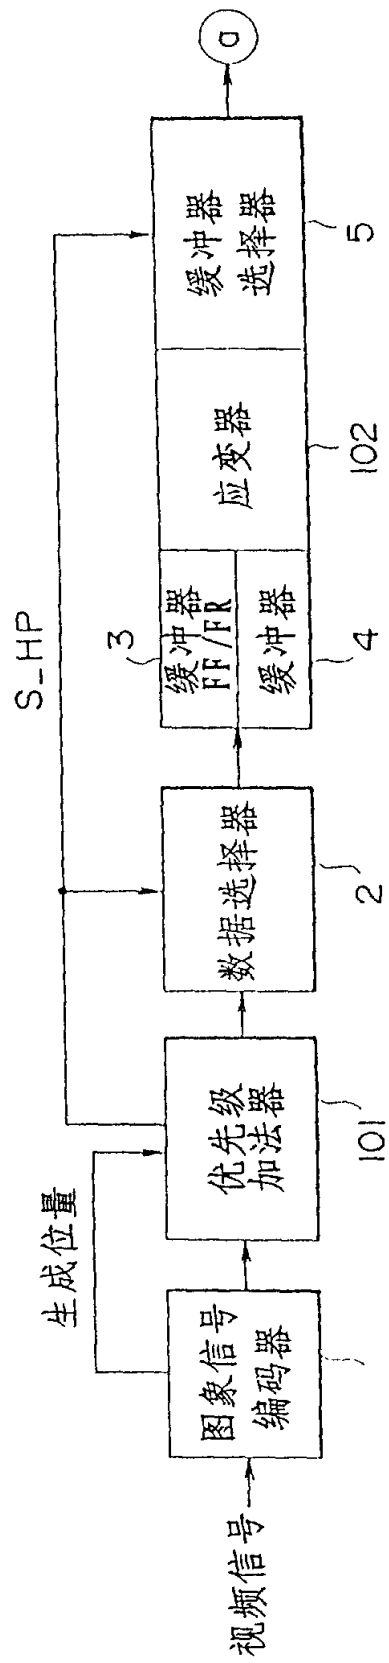 视频信号
图象信号
编码器
生成位量
优先级
加法器
101
S_HP
数据选择器
2
3
缓冲器
FF/FR
缓冲器
4
应变器
102
缓冲器
选择器
5
a